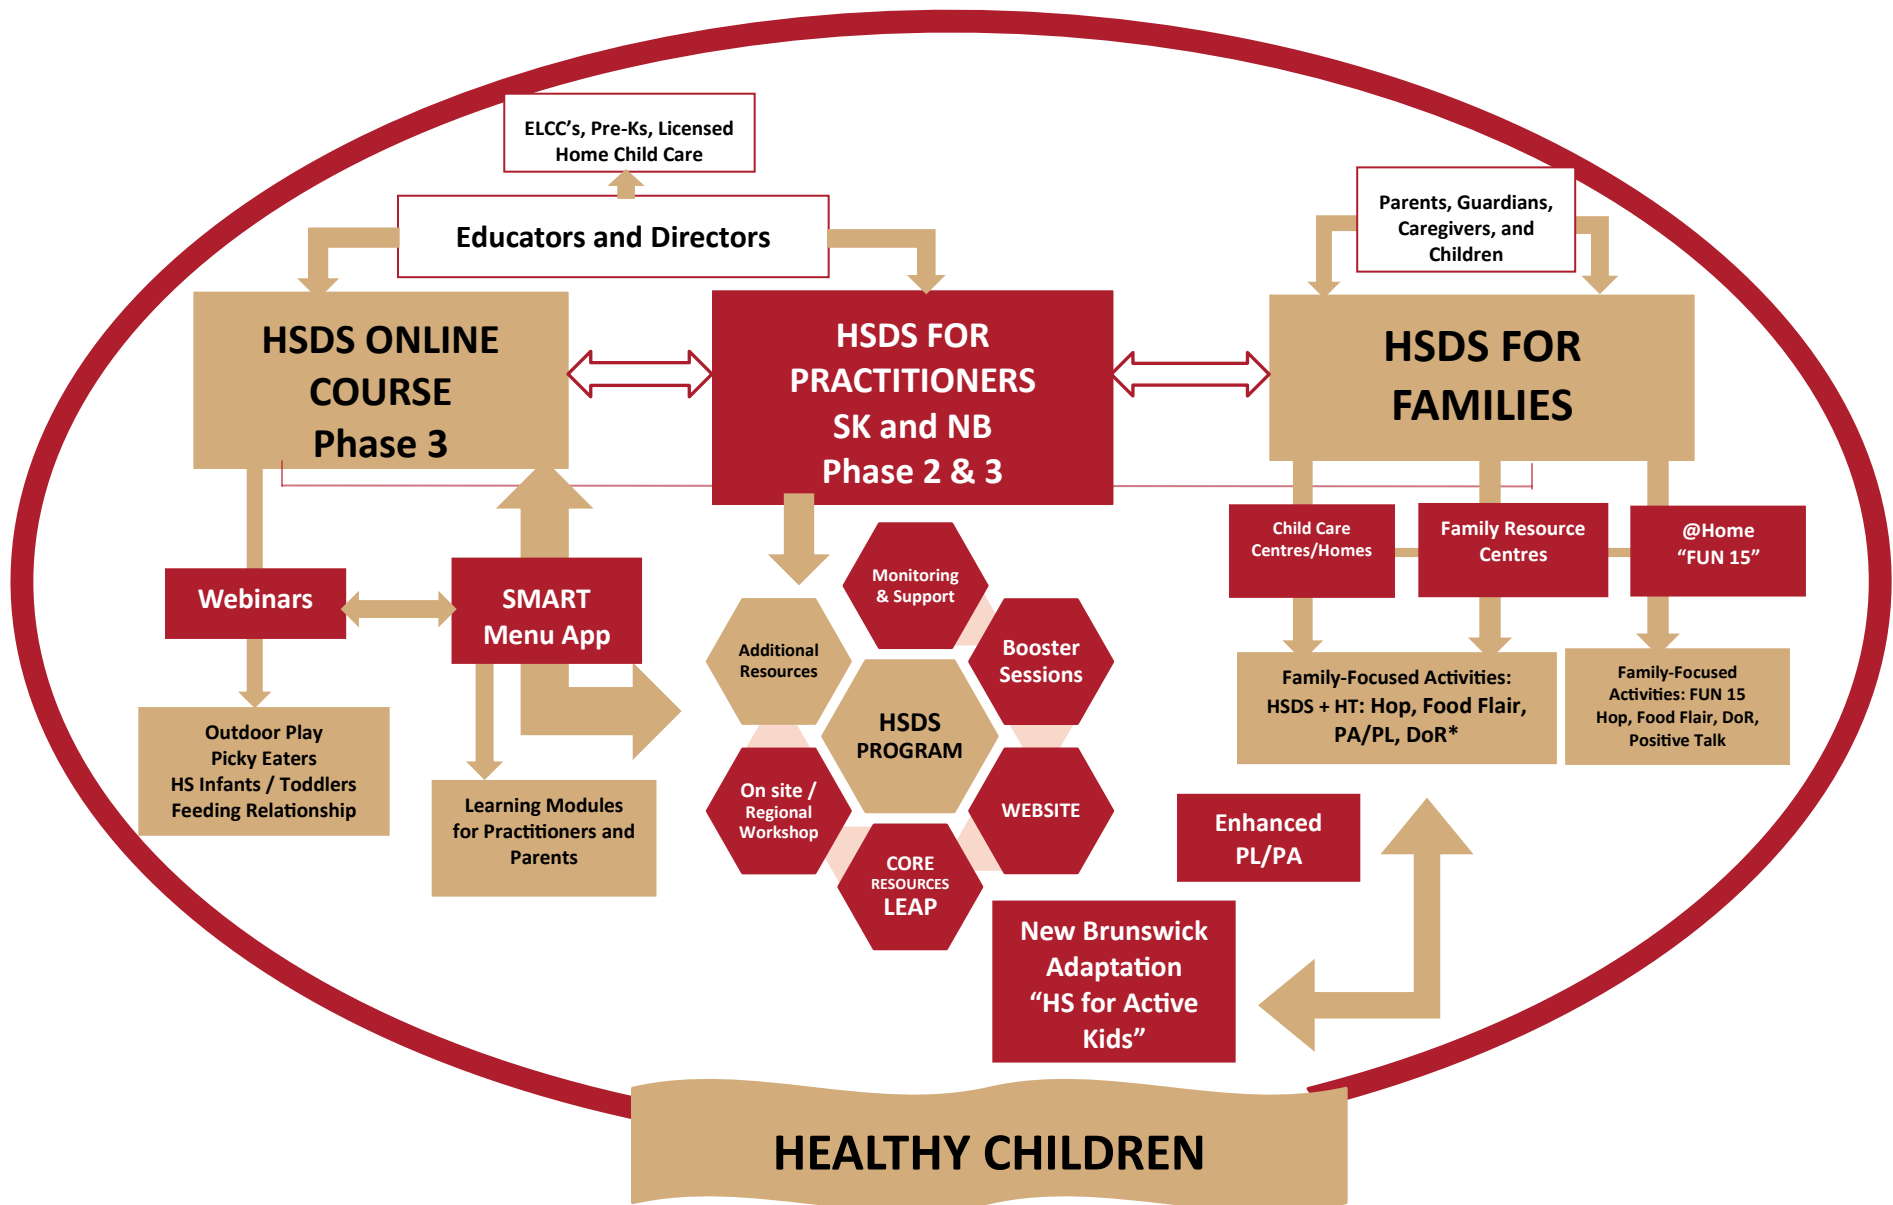 ELCC's, Pre-Ks, Licensed
Home Child Care
Educators and Directors
Parents, Guardians,
Caregivers, and
Children
HSDS ONLINE
COURSE
Phase 3
HSDS FOR
PRACTITIONERS
SK and NB
Phase 2 & 3
HSDS FOR
FAMILIES
Webinars
SMART
Menu App
Outdoor Play
Picky Eaters
HS Infants / Toddlers
Feeding Relationship
Learning Modules
for Practitioners and
Parents
Monitoring
& Support
Additional
Resources
Booster
Sessions
HSDS
PROGRAM
On site /
Regional
Workshop
WEBSITE
CORE
RESOURCES
LEAP
Child Care
Centres/Homes
Family Resource
Centres
@Home
“FUN 15”
Family-Focused Activities:
HSDS + HT: Hop, Food Flair,
PA/PL, DoR*
Family-Focused
Activities: FUN 15
Hop, Food Flair, DoR,
Positive Talk
Enhanced
PL/PA
New Brunswick
Adaptation
“HS for Active
Kids”
HEALTHY CHILDREN